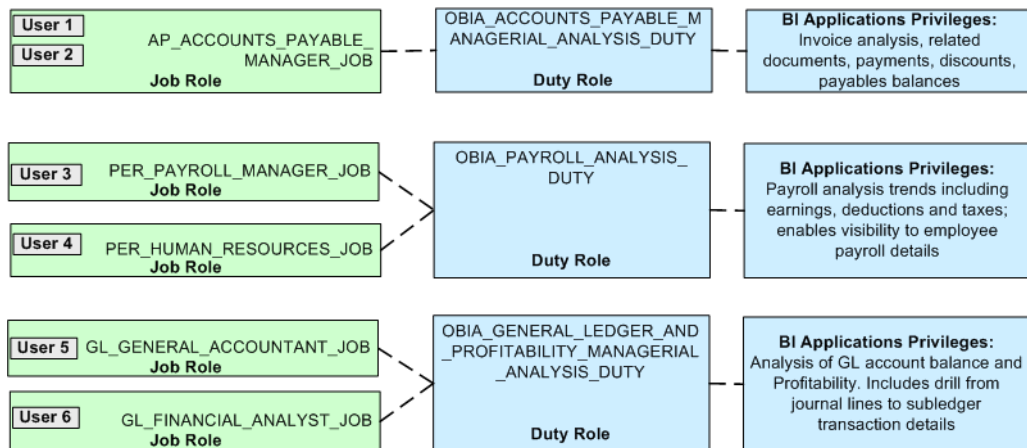 User 1
User 2
AP_ACCOUNTS_PAYABLE_
MANAGER_JOB
Job Role
OBIA_ACCOUNTS_PAYABLE_M
ANAGERIAL_ANALYSIS_DUTY
Duty Role
BI Applications Privileges:
Invoice analysis, related
documents, payments, discounts,
payables balances
User 3
PER_PAYROLL_MANAGER_JOB
Job Role
User 4
PER_HUMAN_RESOURCES_JOB
Job Role
OBIA_PAYROLL_ANALYSIS_
DUTY
Duty Role
BI Applications Privileges:
Payroll analysis trends including
earnings, deductions and taxes;
enables visibility to employee
payroll details
User 5
GL_GENERAL_ACCOUNTANT_JOB
Job Role
User 6
GL_FINANCIAL_ANALYST_JOB
Job Role
OBIA_GENERAL_LEDGER_AND
_PROFITABILITY_MANAGERIAL
_ANALYSIS_DUTY
Duty Role
BI Applications Privileges:
Analysis of GL account balance and
Profitability. Includes drill from
journal lines to subledger
transaction details